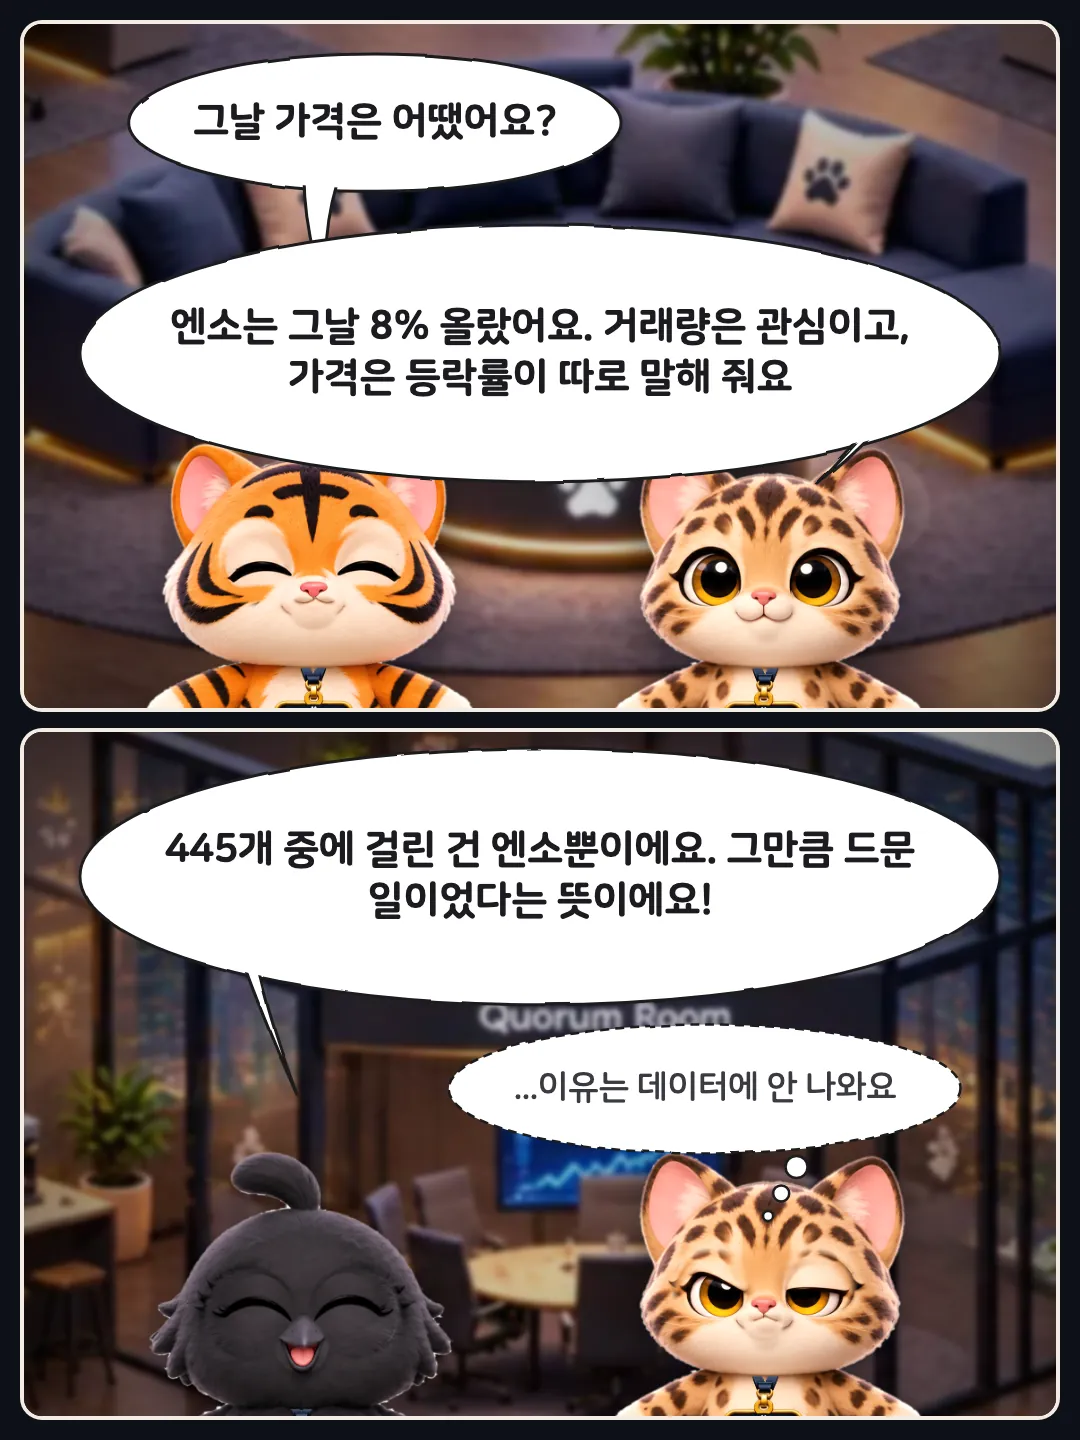 그날 가격은 어땠어요?
엔소는 그날 8% 올랐어요. 거래량은 관심이고,
가격은 등락률이 따로 말해 줘요
445개 중에 걸린 건 엔소뿐이에요. 그만큼 드문
일이었다는 뜻이에요!
Quorum Room
...이유는 데이터에 안 나와요